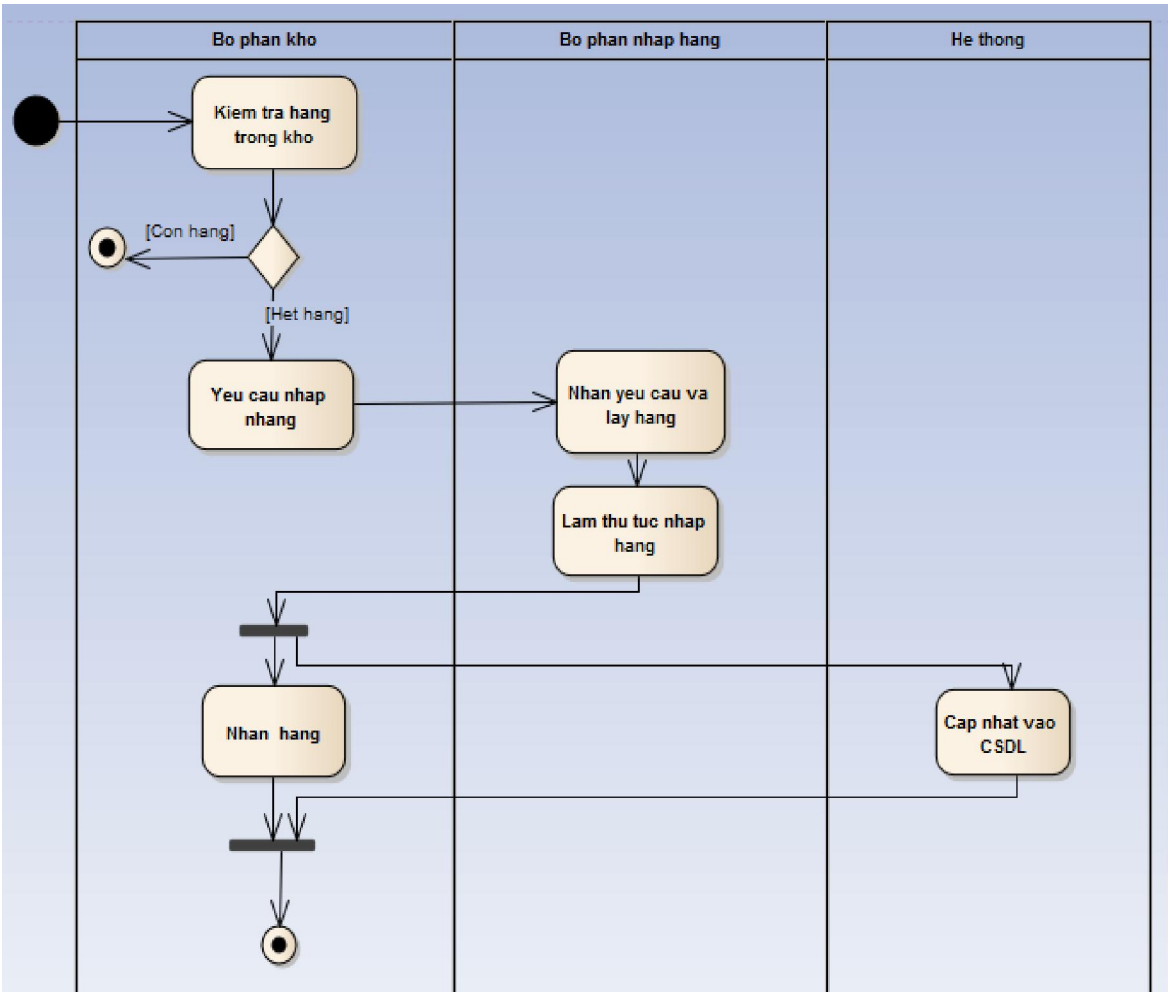 Bo phan kho
Bo phan nhap hang
He thong
Kiem tra hang
trong kho
[Con hang]
[Het hang]
Yeu cau nhap
nhang
Nhan yeu cau va
lay hang
Lam thu tuc nhap
hang
Nhan hang
Cap nhat vao
CSDL